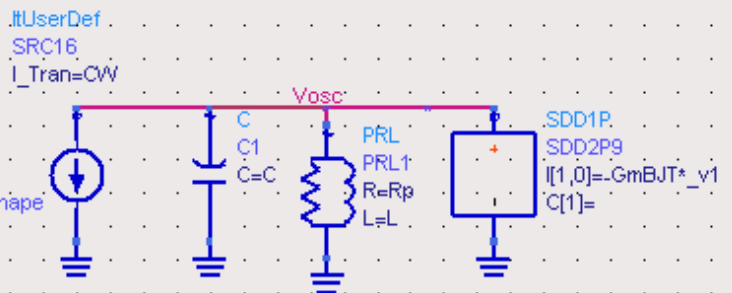 ItUserDef
SRC16
I_Tran=CW
Vosc
C
C1
C=C
PRL
PRL1
R=Rp
L=L
SDD1P
SDD2P9
I[1,0]=-GmBJT*_v1
C[1]=
hape